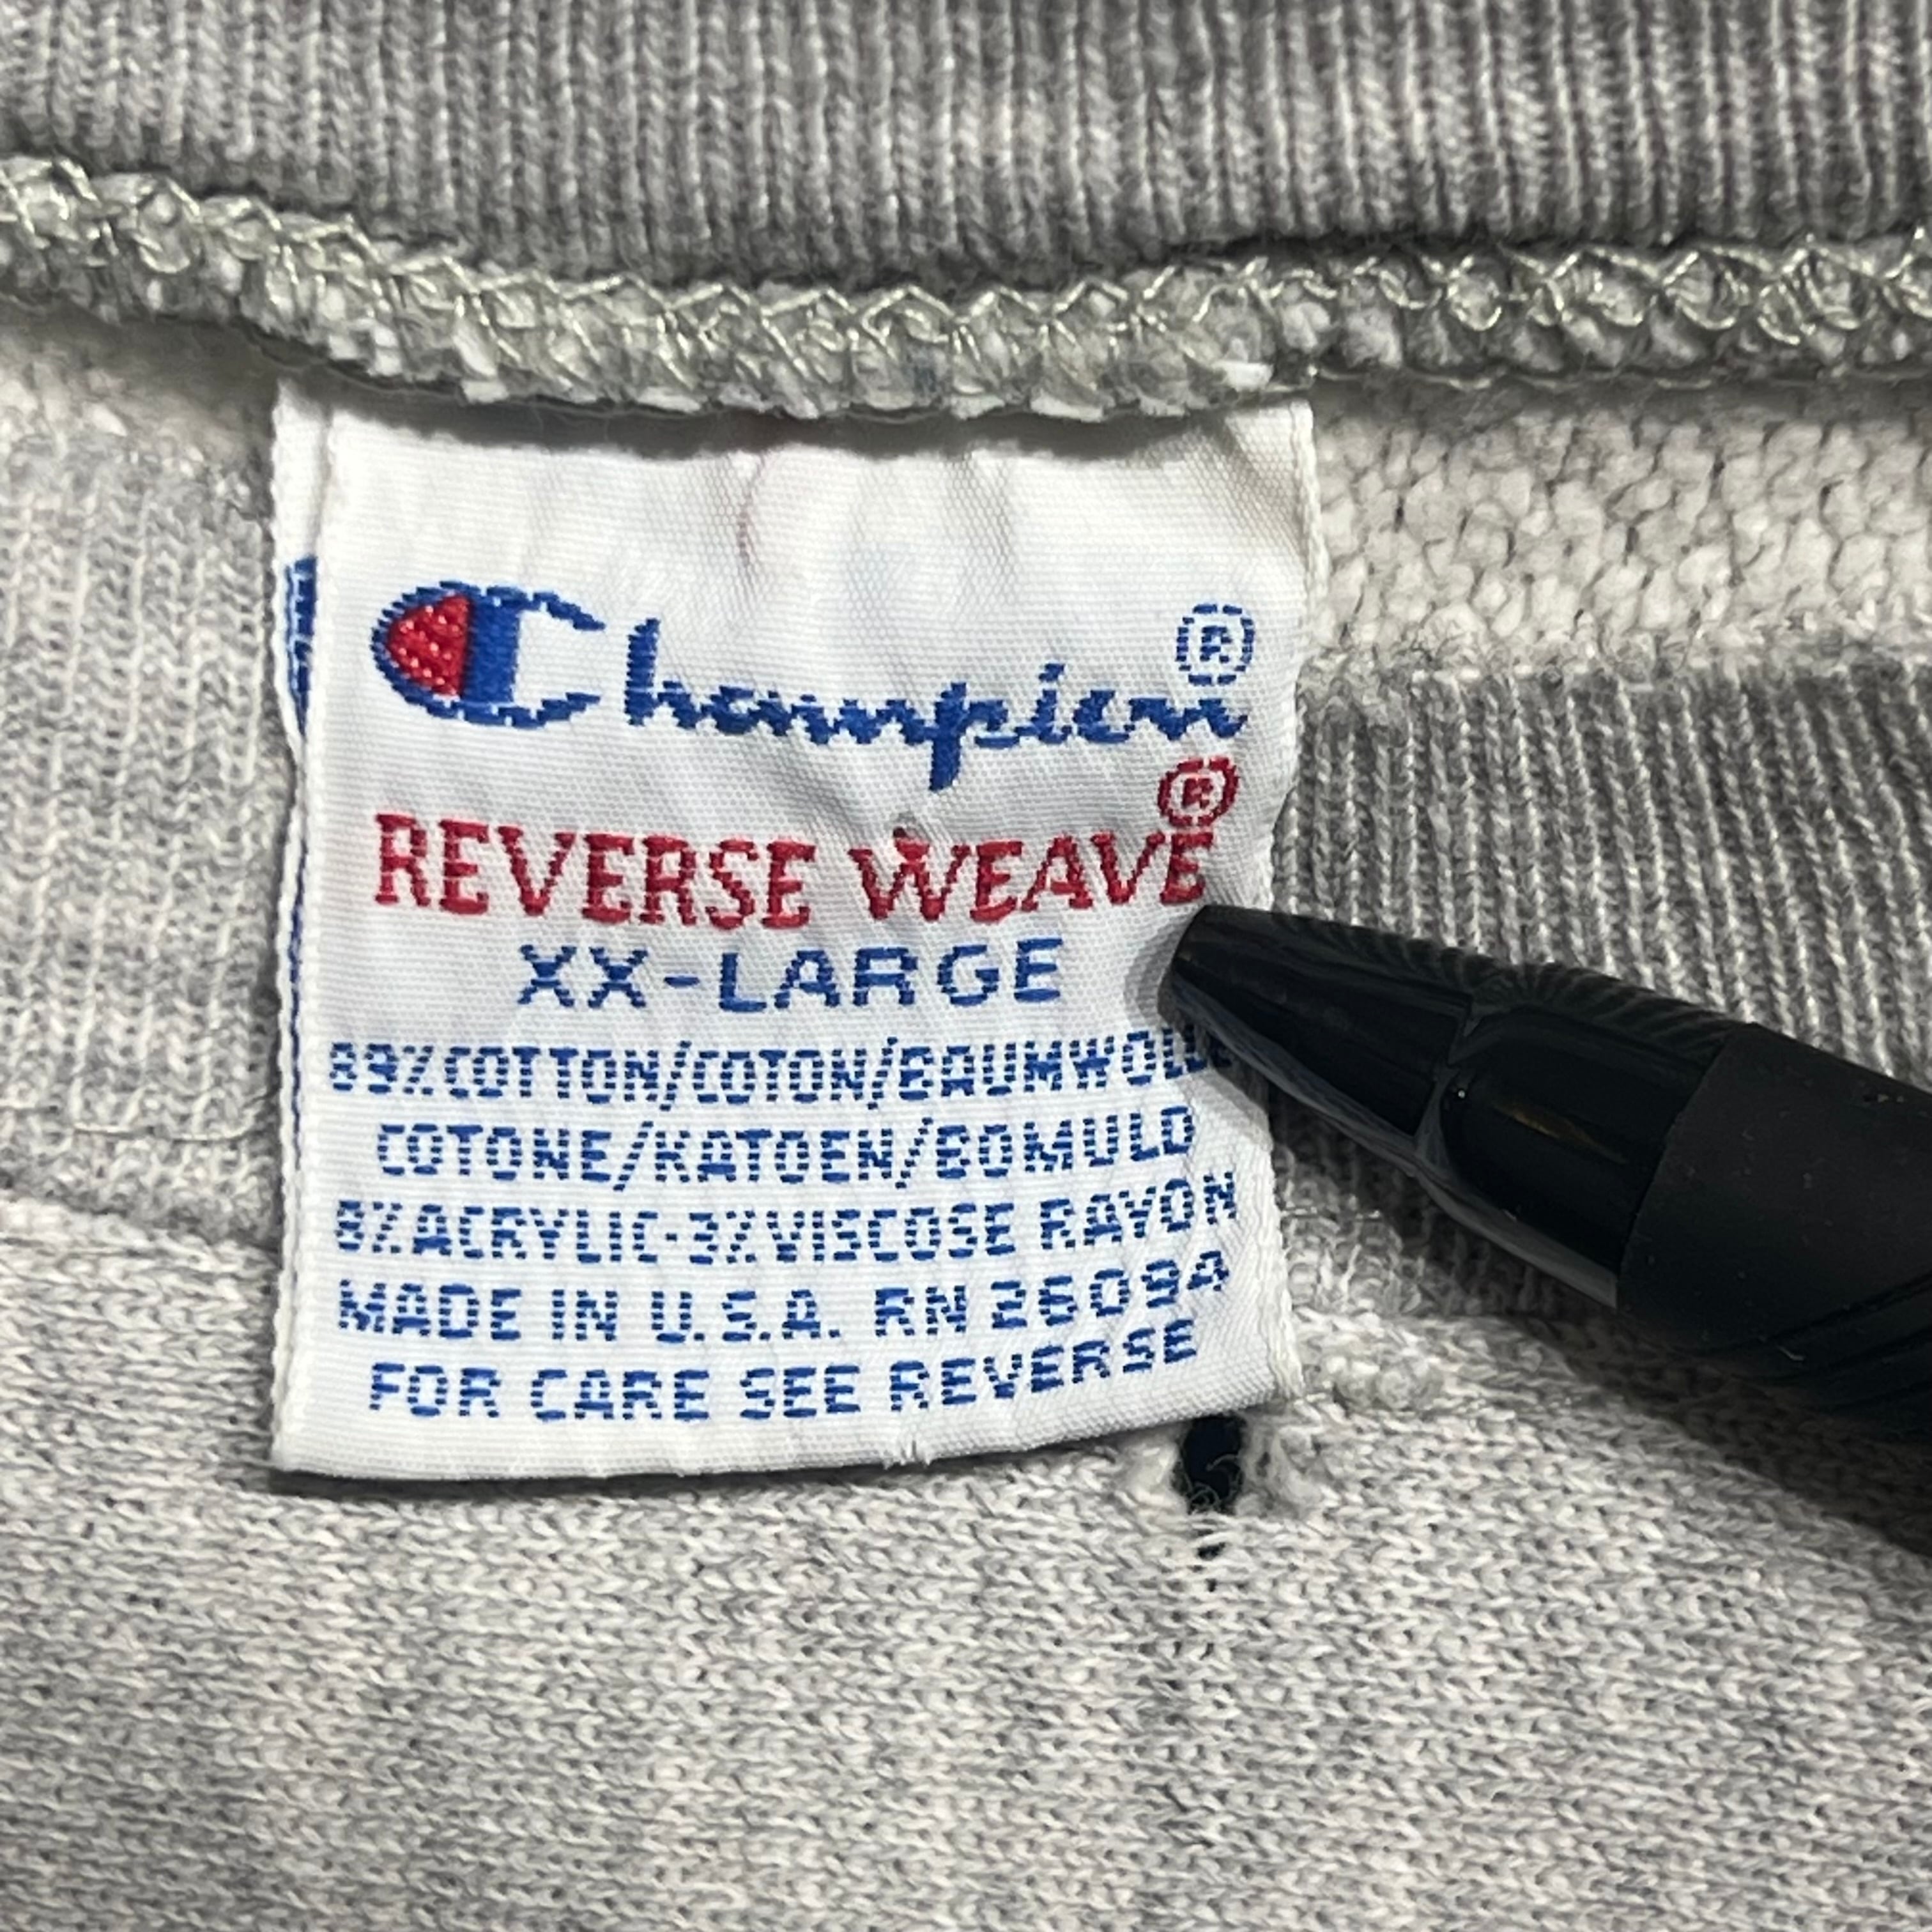 Champion®
REVERSE WEAVE®
XX-LARGE
89%COTTON/COTON/BAUMWOLLE
COTONE/KATOEN/BOMULD
8%ACRYLIC-3%VISCOSE RAYON
MADE IN U.S.A. RN 26094
FOR CARE SEE REVERSE